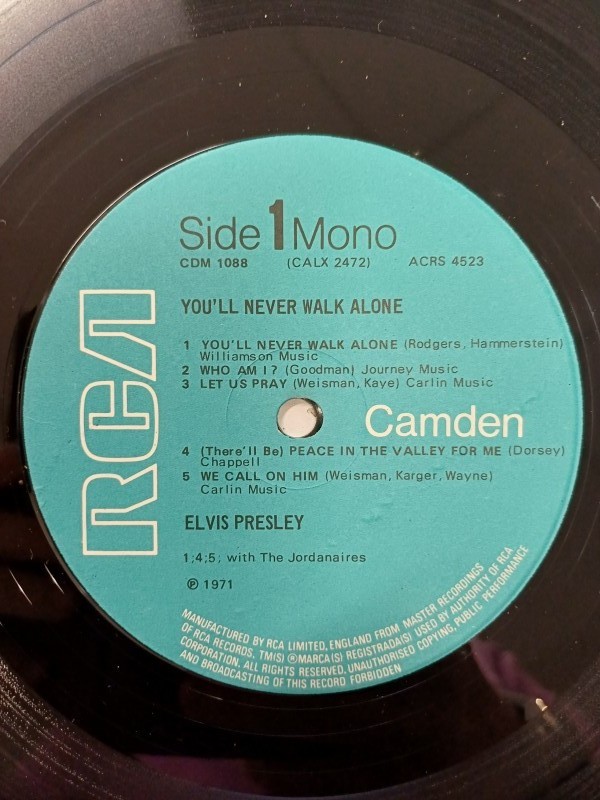 Side 1 Mono
CDM 1088 (CALX 2472) ACRS 4523
YOU'LL NEVER WALK ALONE
1 YOU'LL NEVER WALK ALONE (Rodgers, Hammerstein)
Williamson Music
2 WHO AM I? (Goodman) Journey Music
3 LET US PRAY (Weisman, Kaye) Carlin Music
RCA
Camden
4 (There'll Be) PEACE IN THE VALLEY FOR ME (Dorsey)
Chappell
5 WE CALL ON HIM (Weisman, Karger, Wayne)
Carlin Music
ELVIS PRESLEY
1;4;5; with The Jordanaires
℗ 1971
MANUFACTURED BY RCA LIMITED, ENGLAND FROM MASTER RECORDINGS
OF RCA RECORDS. TM(S) ®MARCA(S) REGISTRADA(S) USED BY AUTHORITY OF RCA
CORPORATION. ALL RIGHTS RESERVED. UNAUTHORISED COPYING, PUBLIC PERFORMANCE
AND BROADCASTING OF THIS RECORD FORBIDDEN